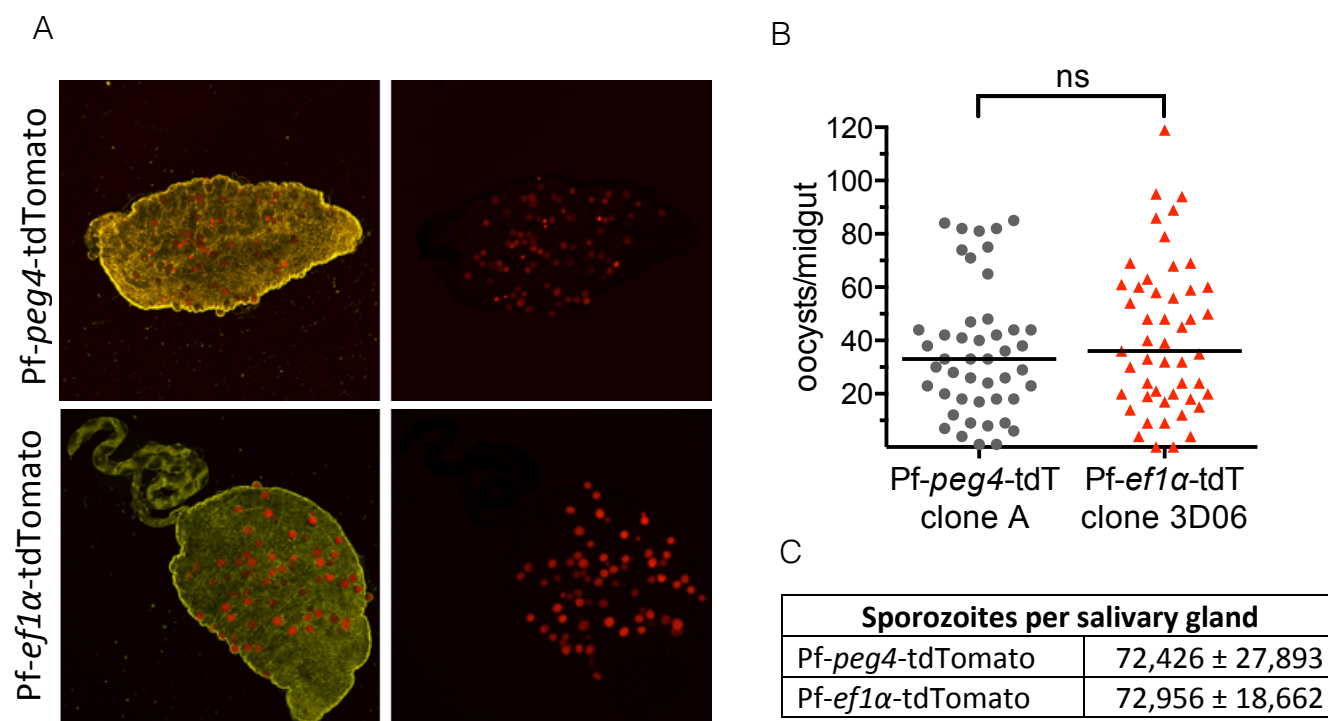 A
Pf-peg4-tdTomato
Pf-ef1α-tdTomato
B
ns
120
100
80
60
40
20
oocysts/midgut
Pf-peg4-tdT
clone A
Pf-ef1α-tdT
clone 3D06
C
Sporozoites per salivary gland
Pf-peg4-tdTomato 72,426 ± 27,893
Pf-ef1α-tdTomato 72,956 ± 18,662